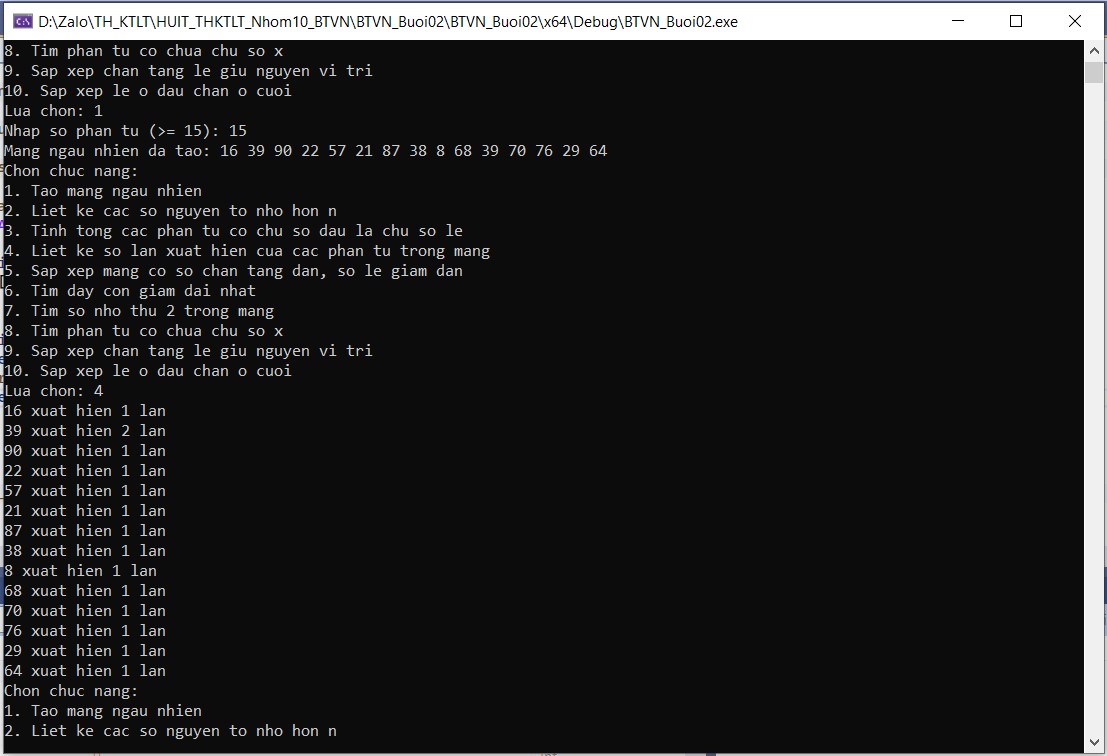 D:\Zalo\TH_KTLT\HUIT_THKTLT_Nhom10_BTVN\BTVN_Buoi02\BTVN_Buoi02\x64\Debug\BTVN_Buoi02.exe
8. Tim phan tu co chua chu so x
9. Sap xep chan tang le giu nguyen vi tri
10. Sap xep le o dau chan o cuoi
Lua chon: 1
Nhap so phan tu (>= 15): 15
Mang ngau nhien da tao: 16 39 90 22 57 21 87 38 8 68 39 70 76 29 64
Chon chuc nang:
1. Tao mang ngau nhien
2. Liet ke cac so nguyen to nho hon n
3. Tinh tong cac phan tu co chu so dau la chu so le
4. Liet ke so lan xuat hien cua cac phan tu trong mang
5. Sap xep mang co so chan tang dan, so le giam dan
6. Tim day con giam dai nhat
7. Tim so nho thu 2 trong mang
8. Tim phan tu co chua chu so x
9. Sap xep chan tang le giu nguyen vi tri
10. Sap xep le o dau chan o cuoi
Lua chon: 4
16 xuat hien 1 lan
39 xuat hien 2 lan
90 xuat hien 1 lan
22 xuat hien 1 lan
57 xuat hien 1 lan
21 xuat hien 1 lan
87 xuat hien 1 lan
38 xuat hien 1 lan
8 xuat hien 1 lan
68 xuat hien 1 lan
70 xuat hien 1 lan
76 xuat hien 1 lan
29 xuat hien 1 lan
64 xuat hien 1 lan
Chon chuc nang:
1. Tao mang ngau nhien
2. Liet ke cac so nguyen to nho hon n